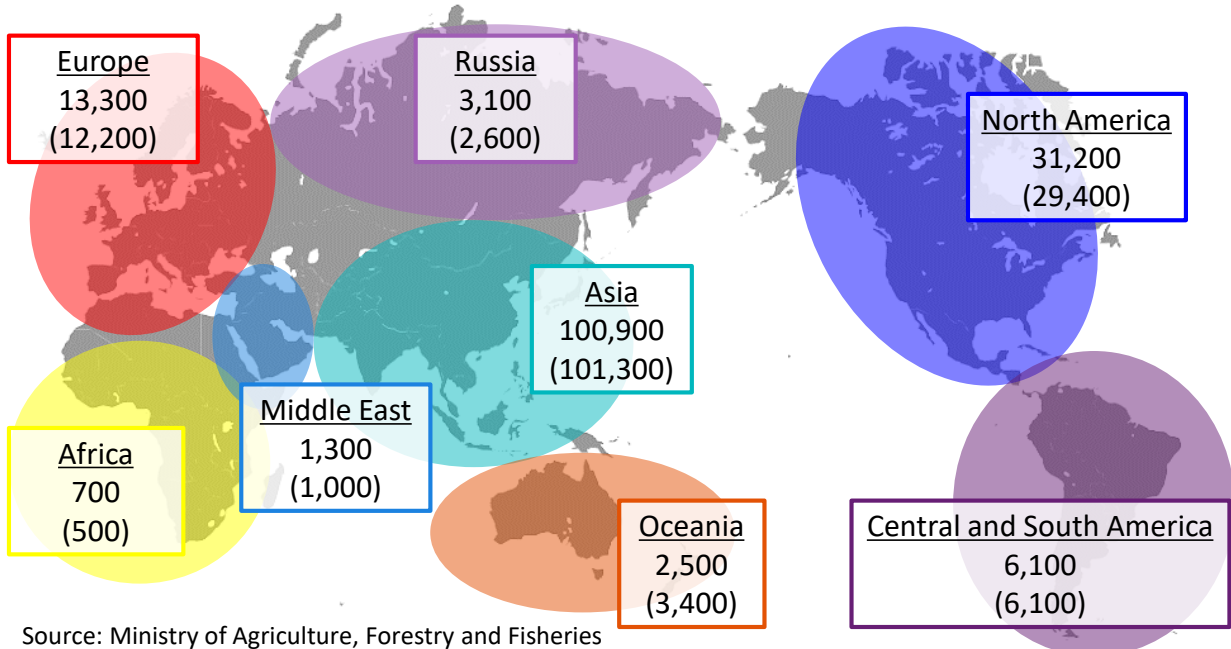 Europe
13,300
(12,200)
Russia
3,100
(2,600)
North America
31,200
(29,400)
Asia
100,900
(101,300)
Middle East
1,300
(1,000)
Africa
700
(500)
Oceania
2,500
(3,400)
Central and South America
6,100
(6,100)
Source: Ministry of Agriculture, Forestry and Fisheries